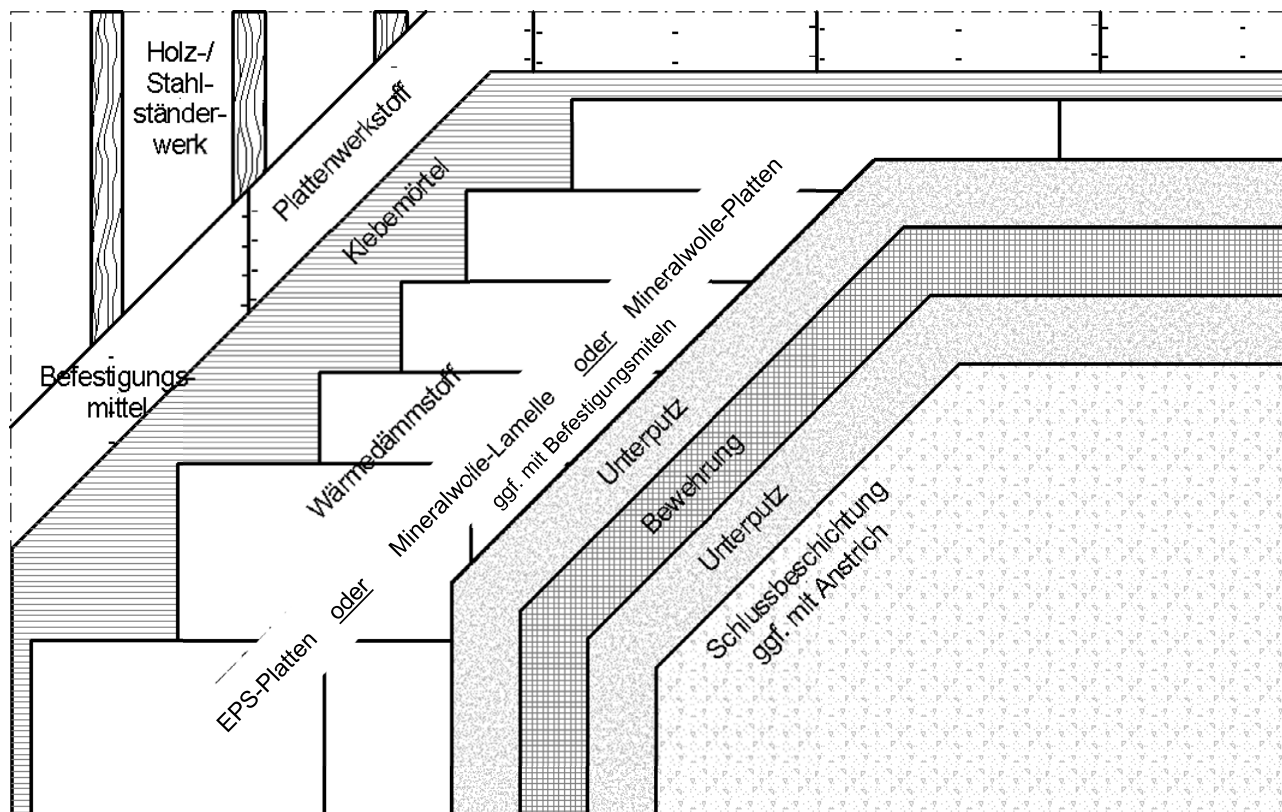 Holz-/
Stahl-
ständer-
werk
Plattenwerkstoff
Klebemörtel
Befestigungs-
mittel
Wärmedämmstoff
EPS-Platten oder Mineralwolle-Lamelle oder Mineralwolle-Platten
ggf. mit Befestigungsmiteln
Unterputz
Bewehrung
Unterputz
Schlussbeschichtung
ggf. mit Anstrich